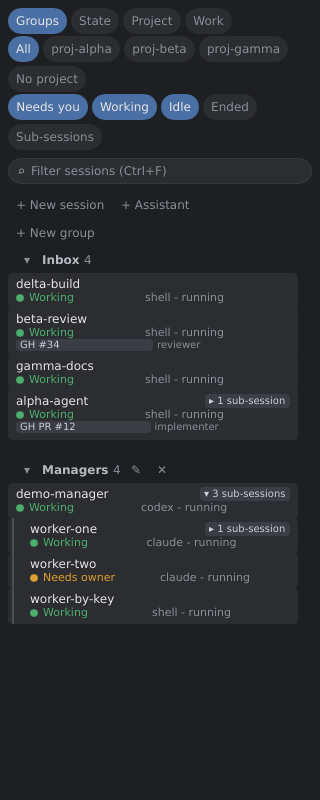 Groups State Project Work
All proj-alpha proj-beta proj-gamma
No project
Needs you Working Idle Ended
Sub-sessions
Filter sessions (Ctrl+F)
+ New session + Assistant
+ New group
▾ Inbox 4
delta-build
Working shell - running
beta-review
Working shell - running
GH #34 reviewer
gamma-docs
Working shell - running
alpha-agent ▸ 1 sub-session
Working shell - running
GH PR #12 implementer
▾ Managers 4 ✎ ✕
demo-manager ▾ 3 sub-sessions
Working codex - running
worker-one ▸ 1 sub-session
Working claude - running
worker-two
Needs owner claude - running
worker-by-key
Working shell - running